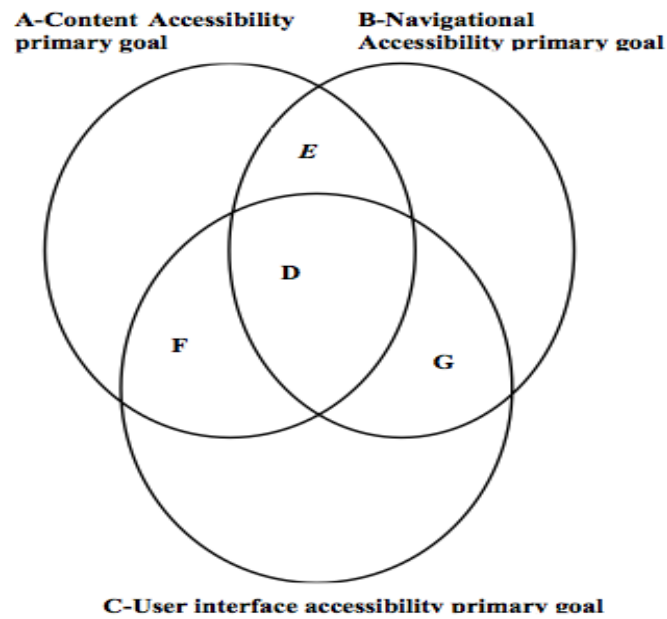 A-Content Accessibility
primary goal
B-Navigational
Accessibility primary goal
E
D
F
G
C-User interface accessibility primary goal